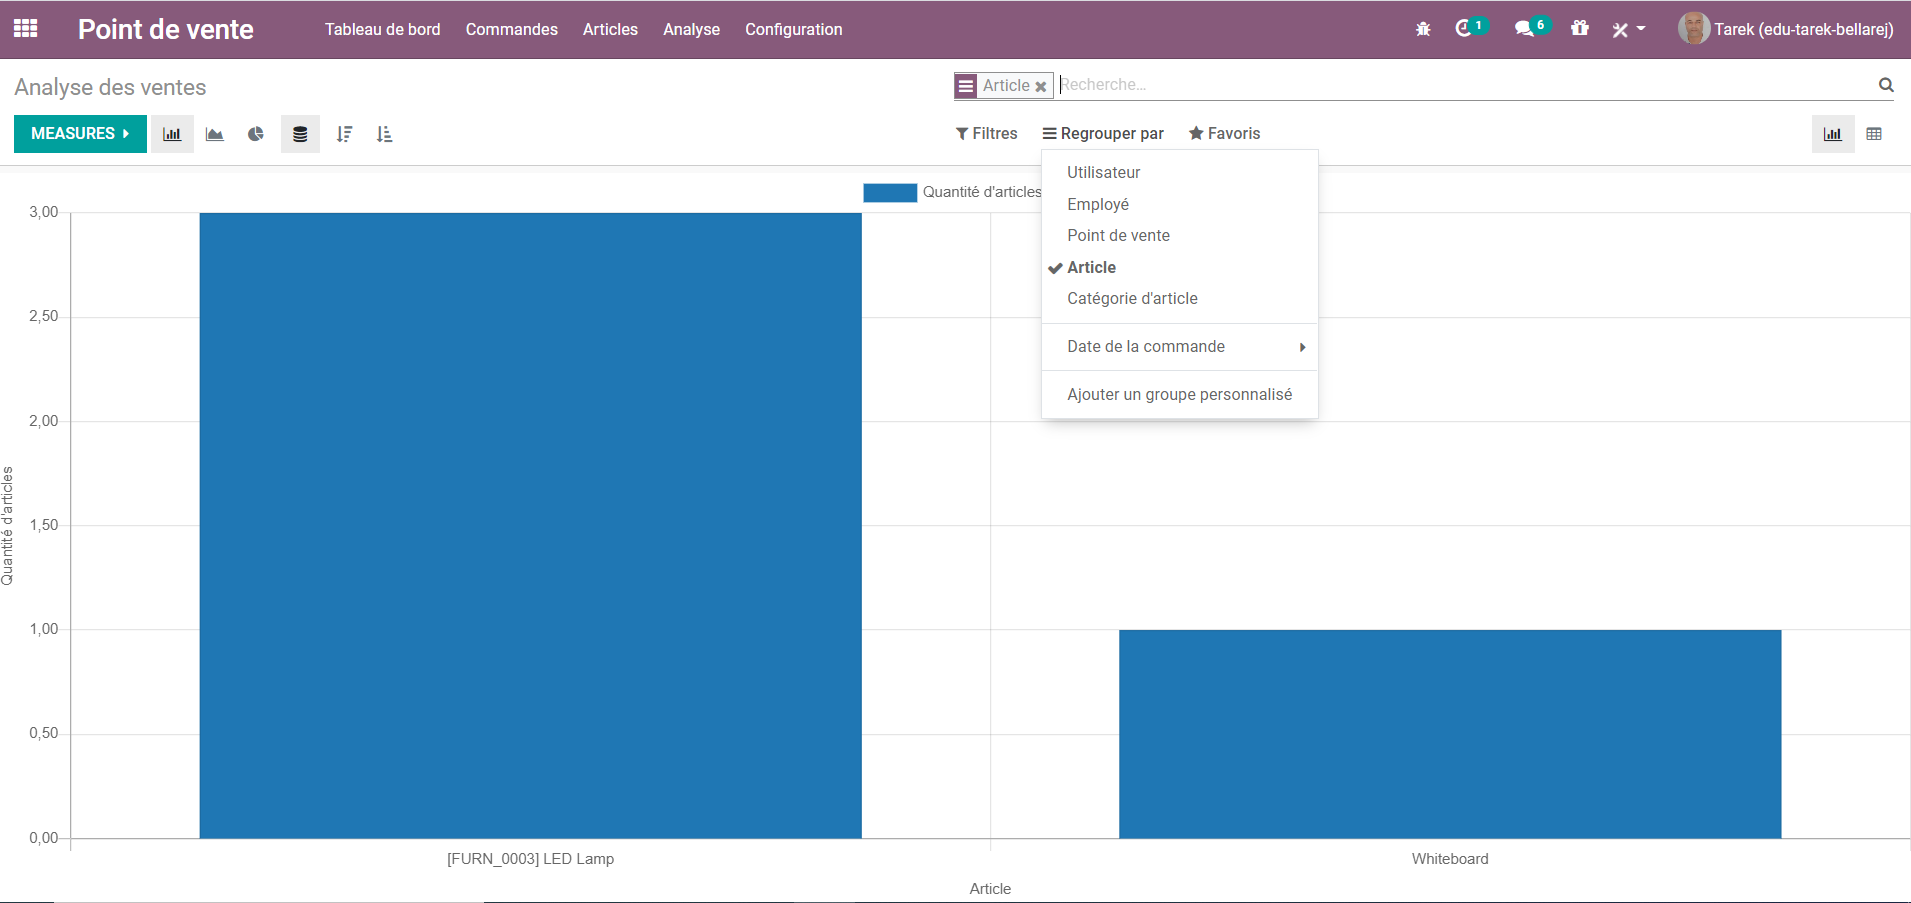 Point de vente
Tableau de bord
Commandes
Articles
Analyse
Configuration
1
6
Tarek (edu-tarek-bellarej)
Analyse des ventes
Article
Recherche...
MEASURES
Filtres
Regrouper par
Favoris
Utilisateur
Employé
Point de vente
Article
Catégorie d'article
Date de la commande
Ajouter un groupe personnalisé
Quantité d'articles
3,00
2,50
2,00
1,50
1,00
0,50
0,00
Quantité d'articles
[FURN_0003] LED Lamp
Whiteboard
Article